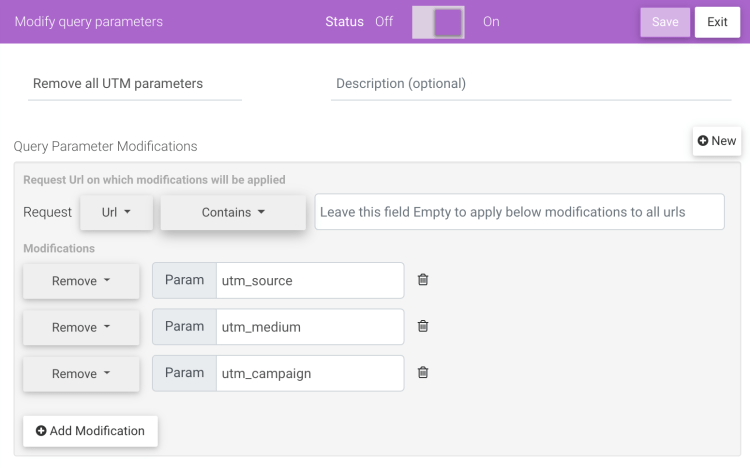 Modify query parameters Status Off On Save Exit
Remove all UTM parameters Description (optional)
Query Parameter Modifications New
Request Url on which modifications will be applied
Request Url Contains Leave this field Empty to apply below modifications to all urls
Modifications
Remove Param utm_source
Remove Param utm_medium
Remove Param utm_campaign
Add Modification